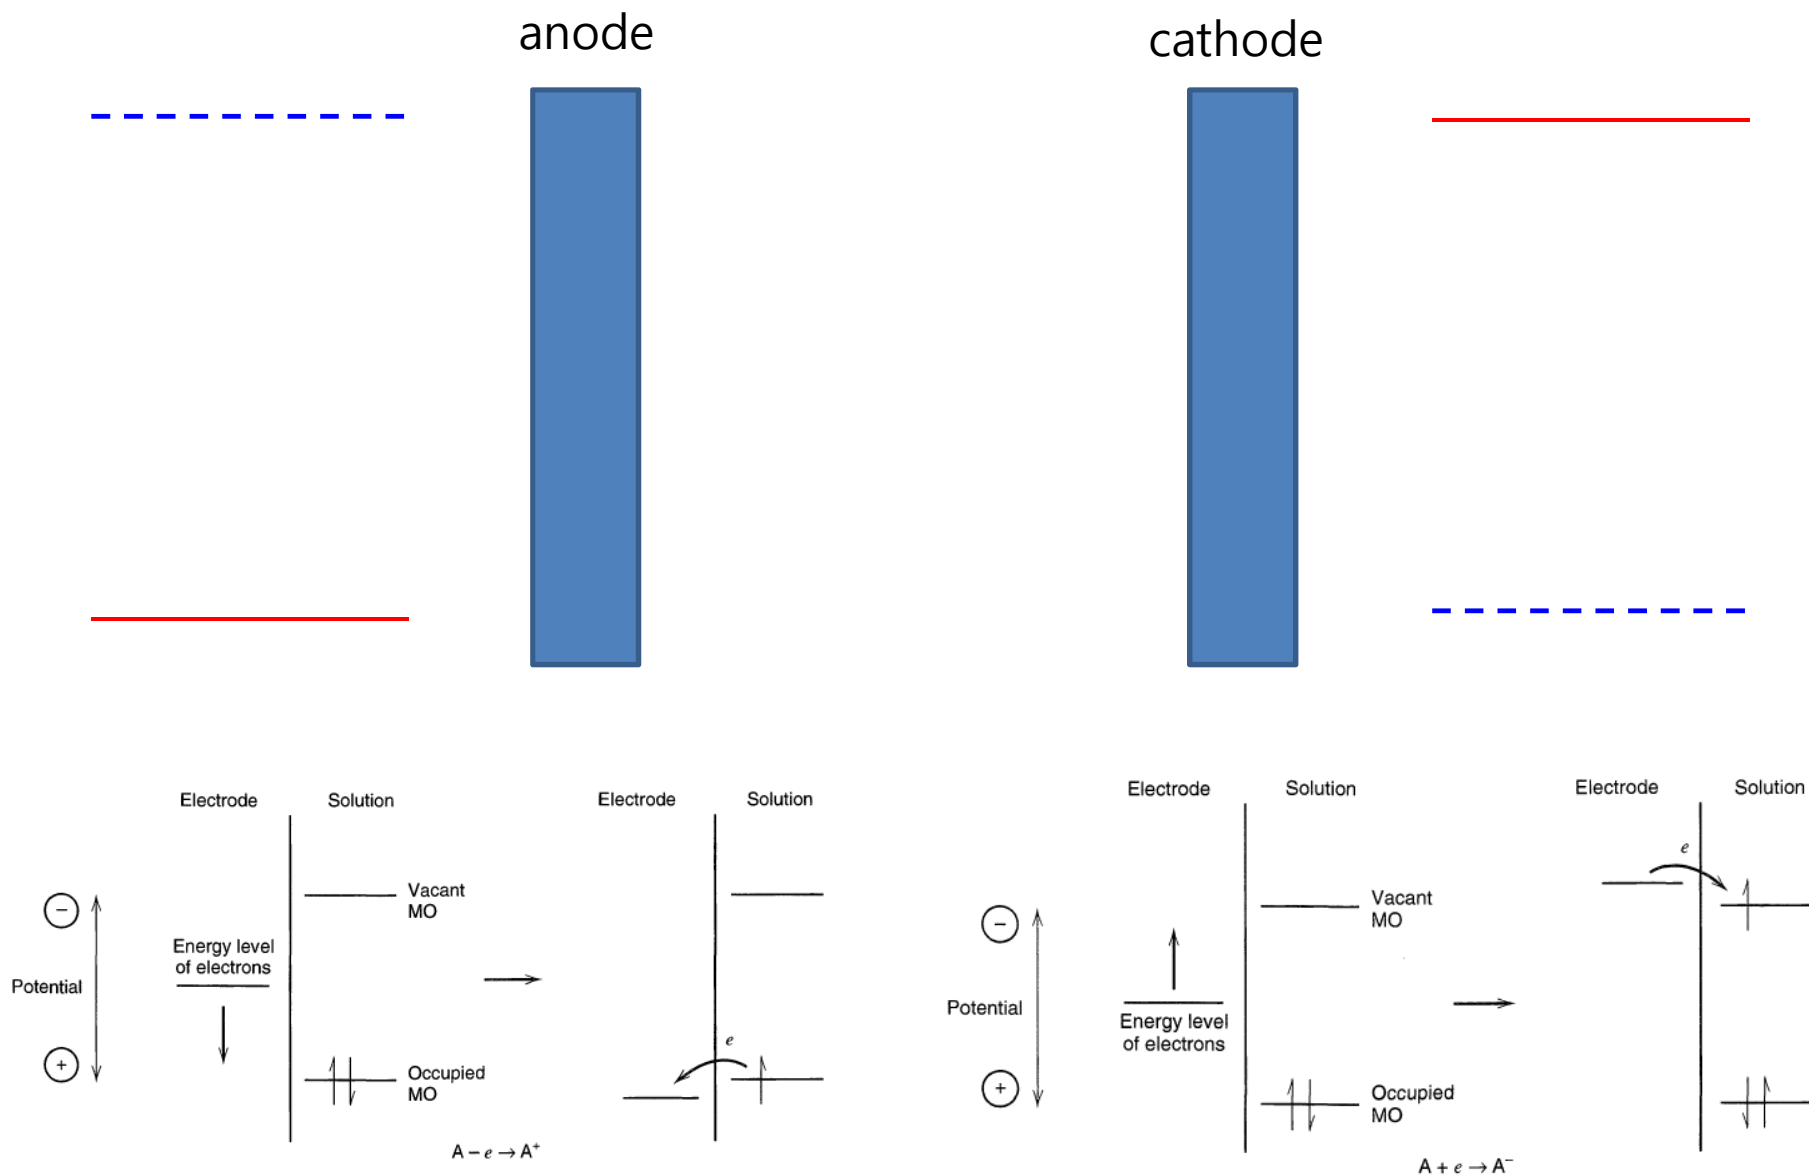 anode
cathode
Electrode
Solution
Electrode
Solution
Vacant
MO
−
Energy level
of electrons
Potential
+
e
Occupied
MO
A − e → A⁺
Electrode
Solution
Electrode
Solution
e
Vacant
MO
−
Potential
Energy level
of electrons
+
Occupied
MO
A + e → A⁻